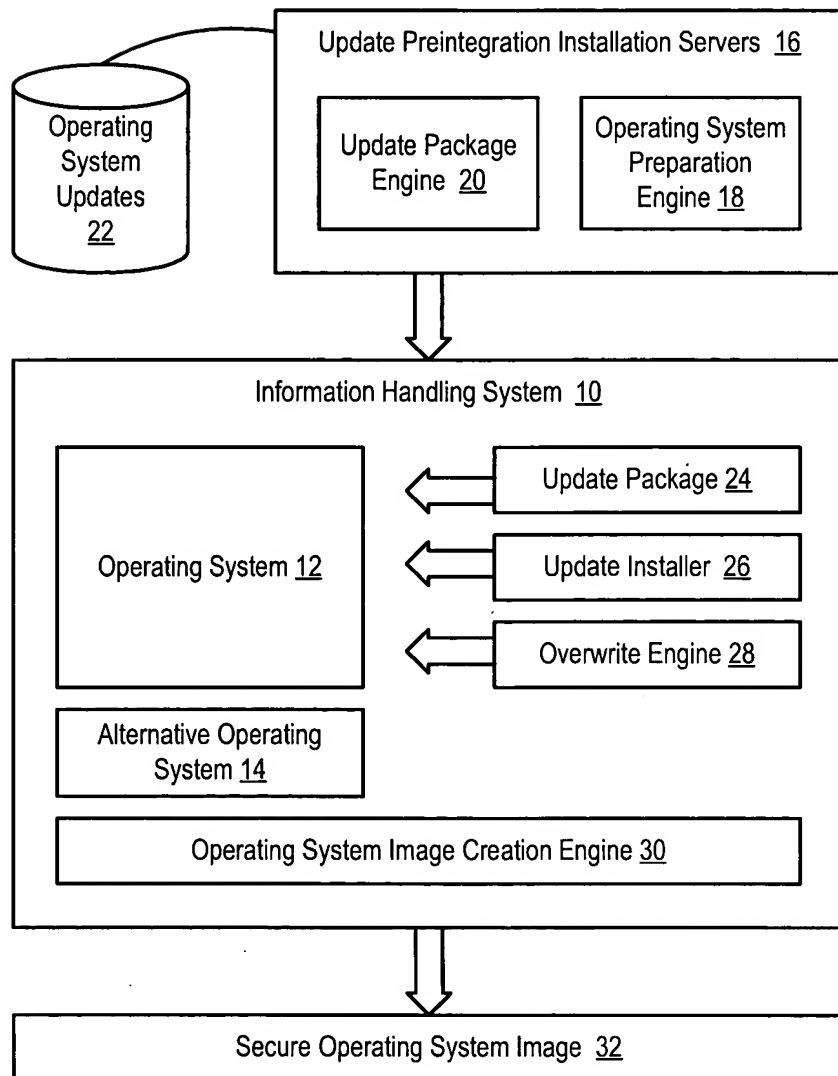 Update Preintegration Installation Servers 16
Operating
System
Updates
22
Update Package
Engine 20
Operating System
Preparation
Engine 18
Information Handling System 10
Operating System 12
Update Package 24
Update Installer 26
Overwrite Engine 28
Alternative Operating
System 14
Operating System Image Creation Engine 30
Secure Operating System Image 32